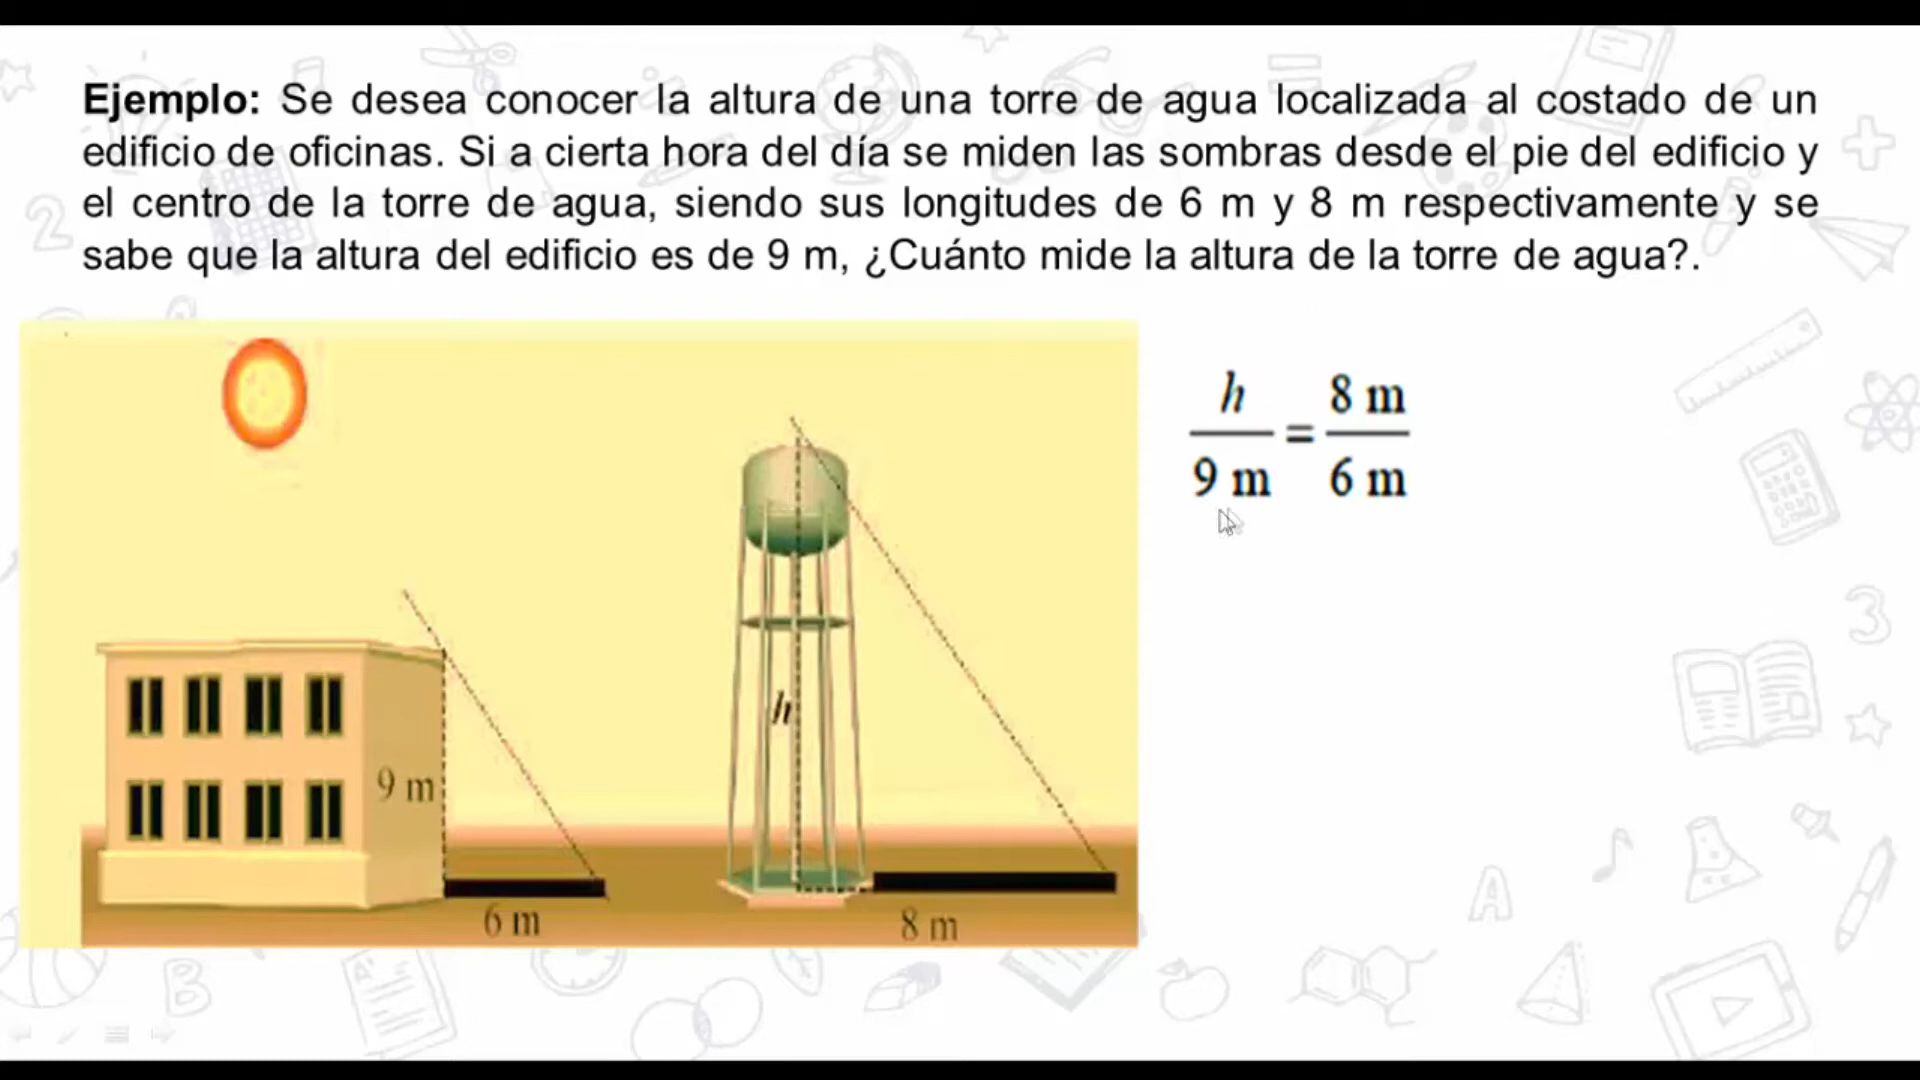 Ejemplo: Se desea conocer la altura de una torre de agua localizada al costado de un
edificio de oficinas. Si a cierta hora del día se miden las sombras desde el pie del edificio y
el centro de la torre de agua, siendo sus longitudes de 6 m y 8 m respectivamente y se
sabe que la altura del edificio es de 9 m, ¿Cuánto mide la altura de la torre de agua?.
h 8 m
=
9 m 6 m
h
9 m
6 m
8 m
2
3
A
B
A+